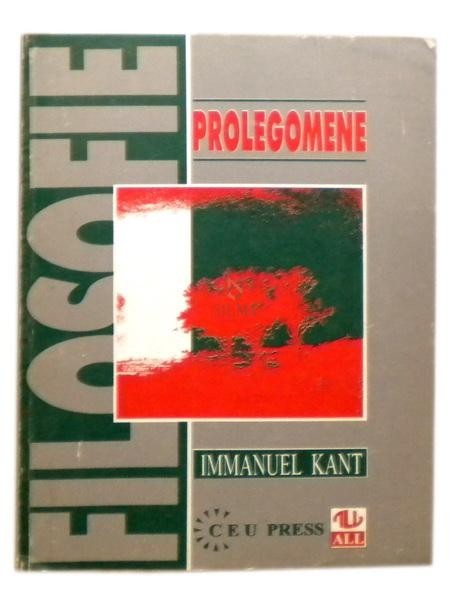 FILOSOFIE
PROLEGOMENE
IMMANUEL KANT
CEU PRESS
ALL